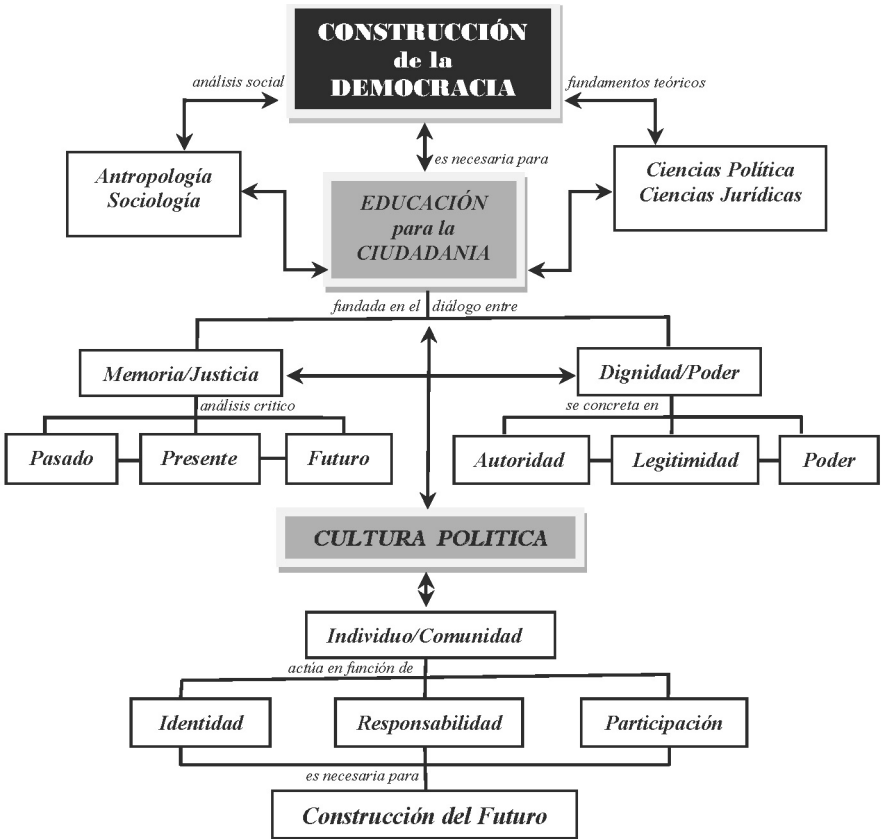 CONSTRUCCIÓN
de la
DEMOCRACIA
análisis social
fundamentos teóricos
es necesaria para
Antropología
Sociología
Ciencias Política
Ciencias Jurídicas
EDUCACIÓN
para la
CIUDADANIA
fundada en el diálogo entre
Memoria/Justicia
Dignidad/Poder
análisis critico
se concreta en
Pasado
Presente
Futuro
Autoridad
Legitimidad
Poder
CULTURA POLITICA
Individuo/Comunidad
actúa en función de
Identidad
Responsabilidad
Participación
es necesaria para
Construcción del Futuro